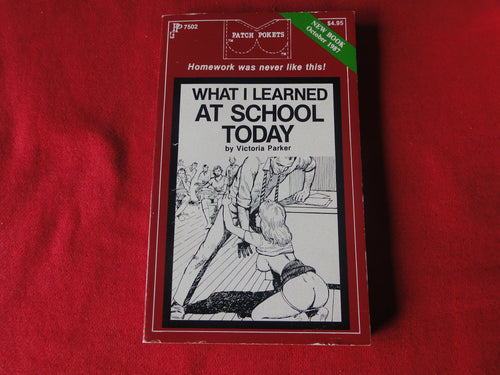 7502
PATCH POKETS
$4.95
NEW BOOK
October 1987
Homework was never like this!
WHAT I LEARNED
AT SCHOOL
TODAY
by Victoria Parker